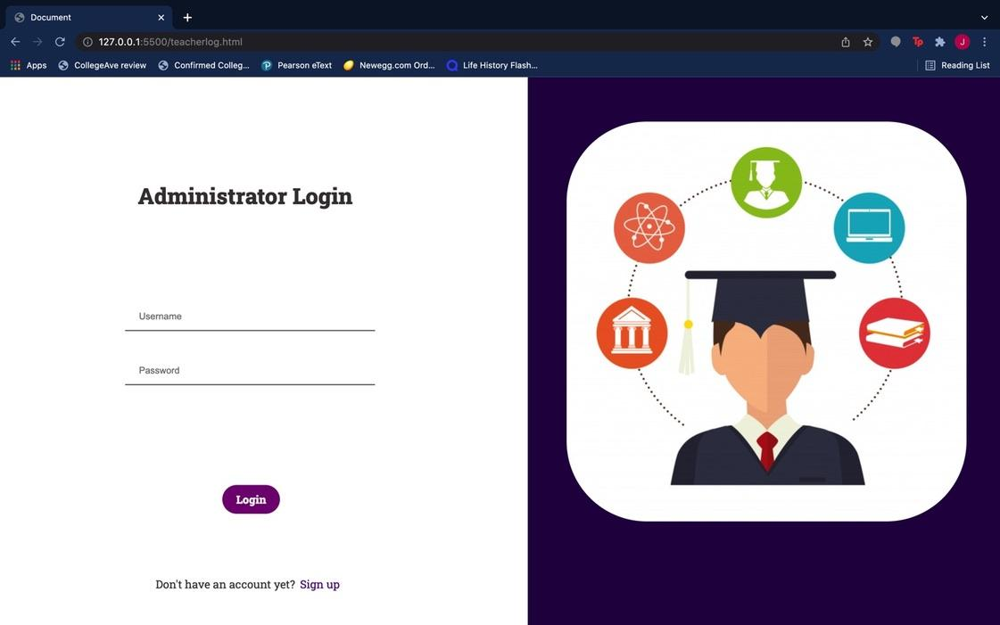 Document
127.0.0.1:5500/teacherlog.html
Tp
J
Apps
CollegeAve review
Confirmed Colleg...
P
Pearson eText
Newegg.com Ord...
Life History Flash...
Reading List
Administrator Login
Username
Password
Login
Don't have an account yet? Sign up